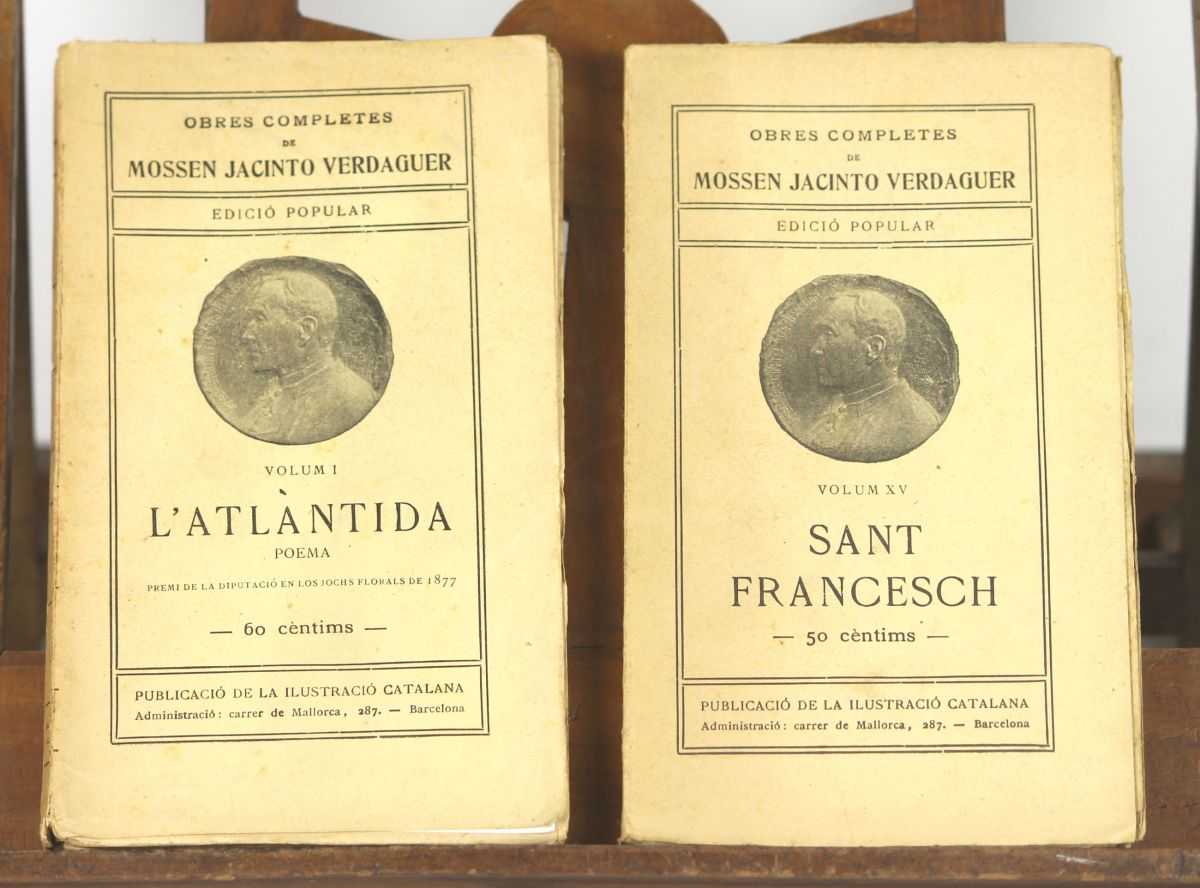 OBRES COMPLETES
DE
MOSSEN JACINTO VERDAGUER
EDICIÓ POPULAR
VOLUM I
L'ATLÀNTIDA
POEMA
PREMI DE LA DIPUTACIÓ EN LOS JOCHS FLORALS DE 1877
— 60 cèntims —
PUBLICACIÓ DE LA ILUSTRACIÓ CATALANA
Administració: carrer de Mallorca, 287. — Barcelona
OBRES COMPLETES
DE
MOSSEN JACINTO VERDAGUER
EDICIÓ POPULAR
VOLUM XV
SANT
FRANCESCH
— 50 cèntims —
PUBLICACIÓ DE LA ILUSTRACIÓ CATALANA
Administració: carrer de Mallorca, 287. — Barcelona